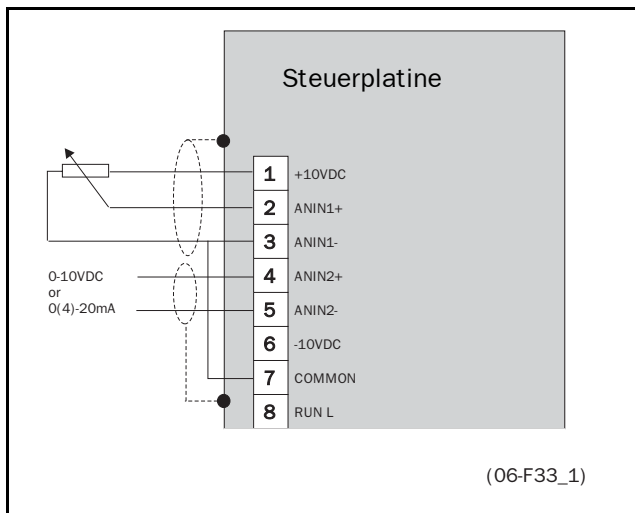 Steuerplatine
1 +10VDC
2 ANIN1+
3 ANIN1-
0-10VDC
or
0(4)-20mA
4 ANIN2+
5 ANIN2-
6 -10VDC
7 COMMON
8 RUN L
(06-F33_1)